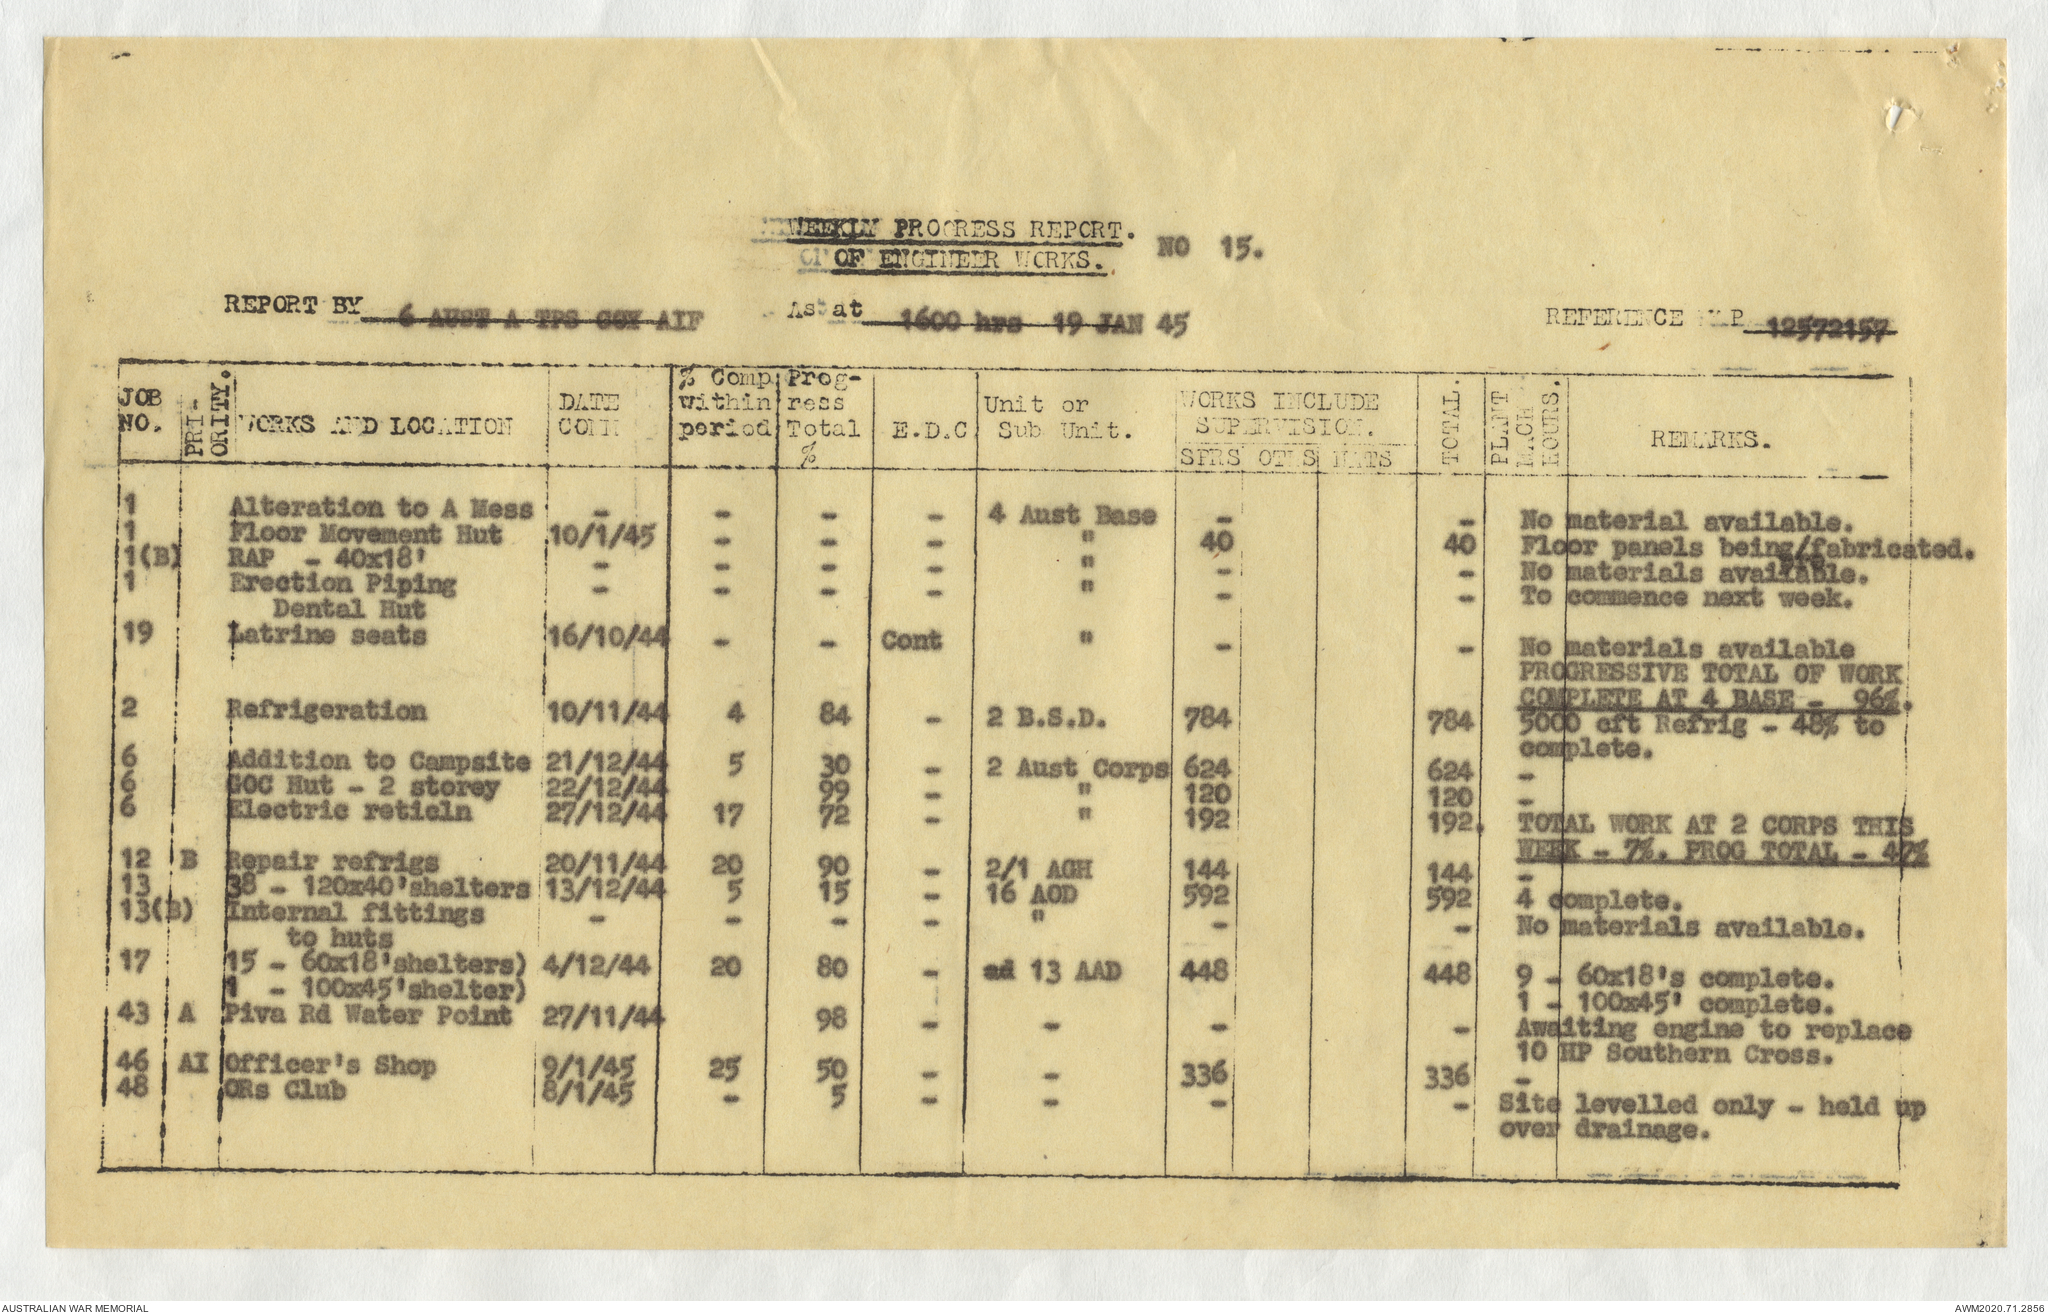 WEEKLY PROGRESS REPORT. NO 15.
OF ENGINEER WORKS.
REPORT BY 6 AUST A TPS COY AIF As at 1600 hrs 19 JAN 45 REFERENCE MAP 12572157
JOB NO. PRI-ORITY. WORKS AND LOCATION DATE COMM % Comp within period Prog-ress Total % E.D.C Unit or Sub Unit. WORKS INCLUDE SUPERVISION. SPRS OTHS NATS TOTAL. PLANT MACH HOURS. REMARKS.
1 Alteration to A Mess - - - - 4 Aust Base - - No material available.
1 Floor Movement Hut 10/1/45 - - - " 40 40 Floor panels being/fabricated.
1(B) RAP - 40x18' - - - - " - - No materials available.
1 Erection Piping - - - - " - - To commence next week.
Dental Hut
19 Latrine seats 16/10/44 - - Cont " - - No materials available
PROGRESSIVE TOTAL OF WORK
COMPLETE AT 4 BASE - 96%.
2 Refrigeration 10/11/44 4 84 - 2 B.S.D. 784 784 5000 cft Refrig - 48% to
complete.
6 Addition to Campsite 21/12/44 5 30 - 2 Aust Corps 624 624 -
6 GOC Hut - 2 storey 22/12/44 99 - " 120 120 -
6 Electric reticln 27/12/44 17 72 - " 192 192. TOTAL WORK AT 2 CORPS THIS
WEEK - 7%. PROG TOTAL - 47%
12 B Repair refrigs 20/11/44 20 90 - 2/1 AGH 144 144 -
13 38 - 120x40'shelters 13/12/44 5 15 - 16 AOD 592 592 4 complete.
13(B) Internal fittings - - - - " - - No materials available.
to huts
17 15 - 60x18'shelters) 4/12/44 20 80 - ad 13 AAD 448 448 9 - 60x18's complete.
1 - 100x45'shelter) 1 - 100x45' complete.
43 A Piva Rd Water Point 27/11/44 98 - - - - Awaiting engine to replace
10 HP Southern Cross.
46 AI Officer's Shop 9/1/45 25 50 - - 336 336 -
48 ORs Club 8/1/45 - 5 - - - - Site levelled only - held up
over drainage.
AUSTRALIAN WAR MEMORIAL AWM2020.71.2856